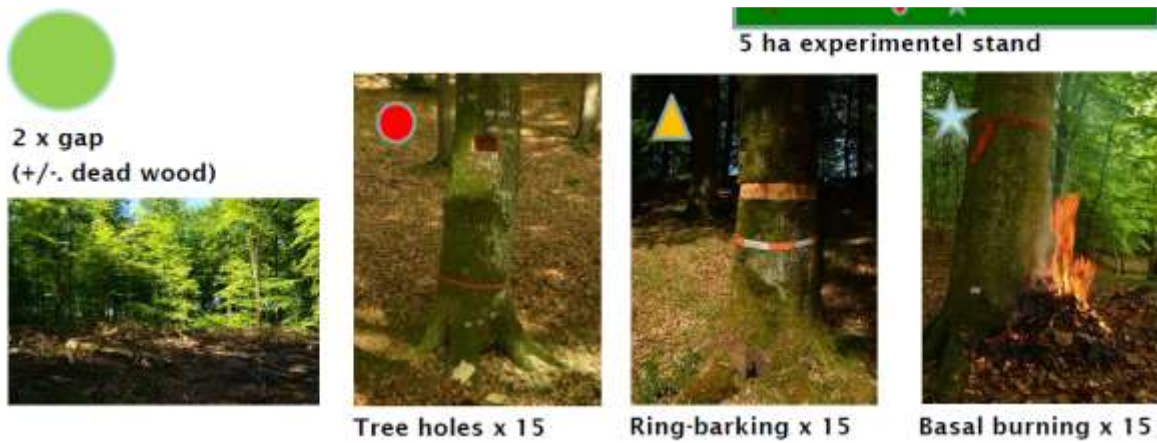 5 ha experimentel stand
2 x gap
(+/-. dead wood)
Tree holes x 15
Ring-barking x 15
Basal burning x 15